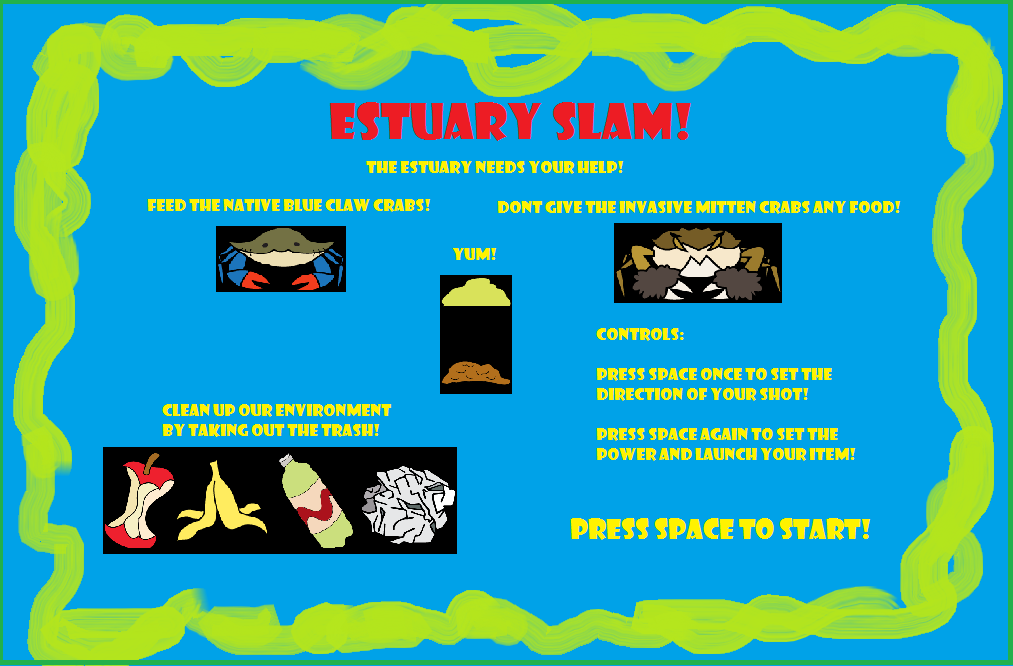 ESTUARY SLAM!
THE ESTUARY NEEDS YOUR HELP!
FEED THE NATIVE BLUE CLAW CRABS!
DONT GIVE THE INVASIVE MITTEN CRABS ANY FOOD!
YUM!
CONTROLS:
PRESS SPACE ONCE TO SET THE
DIRECTION OF YOUR SHOT!
PRESS SPACE AGAIN TO SET THE
POWER AND LAUNCH YOUR ITEM!
CLEAN UP OUR ENVIRONMENT
BY TAKING OUT THE TRASH!
PRESS SPACE TO START!